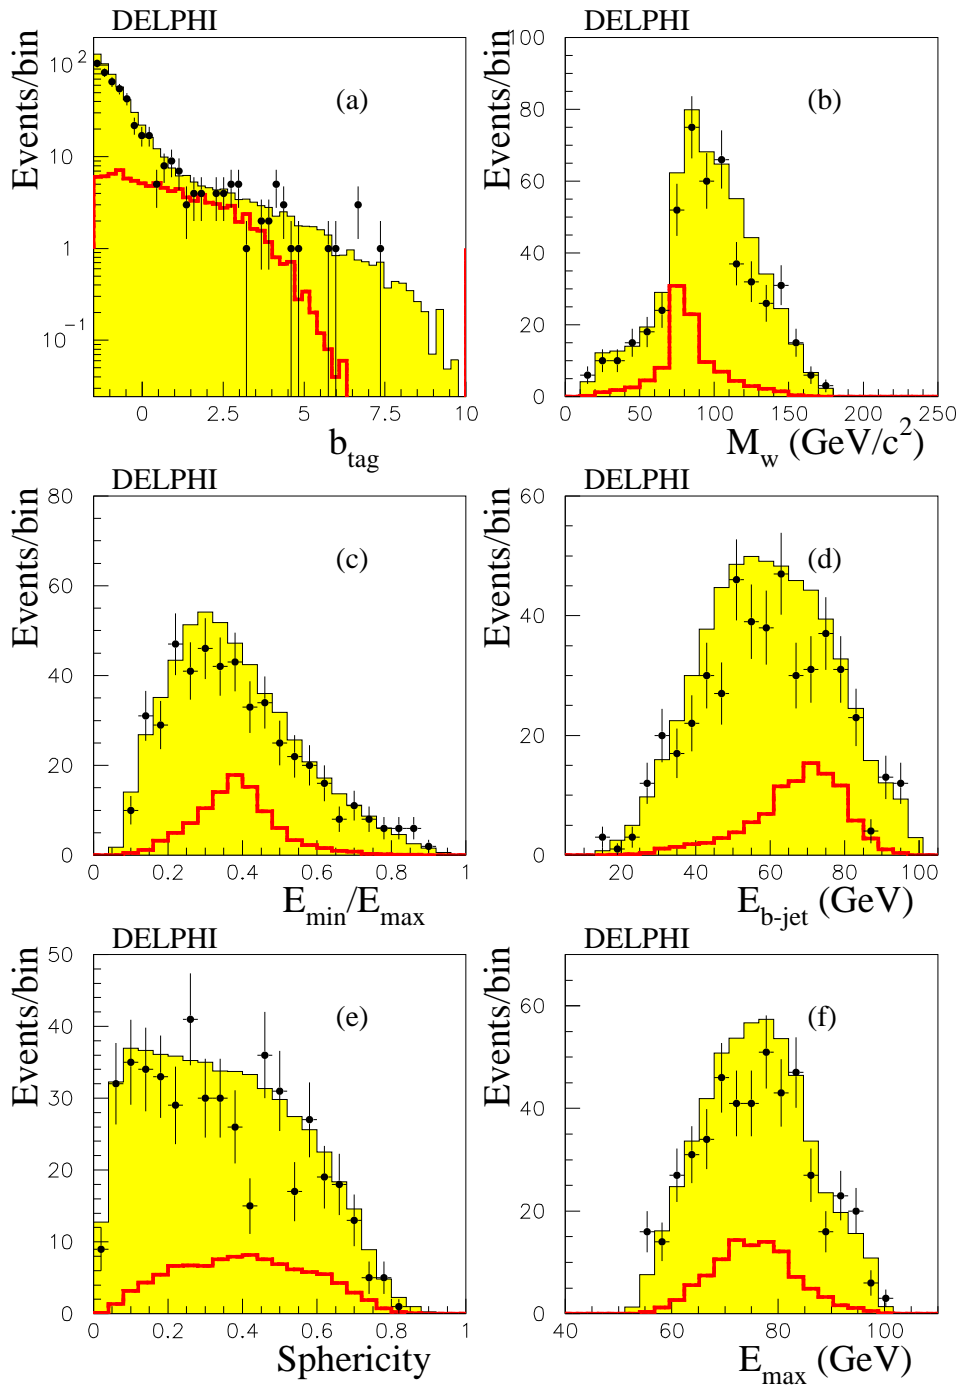 DELPHI
Events/bin
(a)
10^2
10
1
10^-1
0 2.5 5 7.5 10
b_tag
DELPHI
Events/bin
(b)
100
80
60
40
20
0
0 50 100 150 200 250
M_w (GeV/c^2)
DELPHI
Events/bin
(c)
80
60
40
20
0
0 0.2 0.4 0.6 0.8 1
E_min/E_max
DELPHI
Events/bin
(d)
60
50
40
30
20
10
0
20 40 60 80 100
E_b-jet (GeV)
DELPHI
Events/bin
(e)
50
40
30
20
10
0
0 0.2 0.4 0.6 0.8 1
Sphericity
DELPHI
Events/bin
(f)
60
40
20
0
40 60 80 100
E_max (GeV)